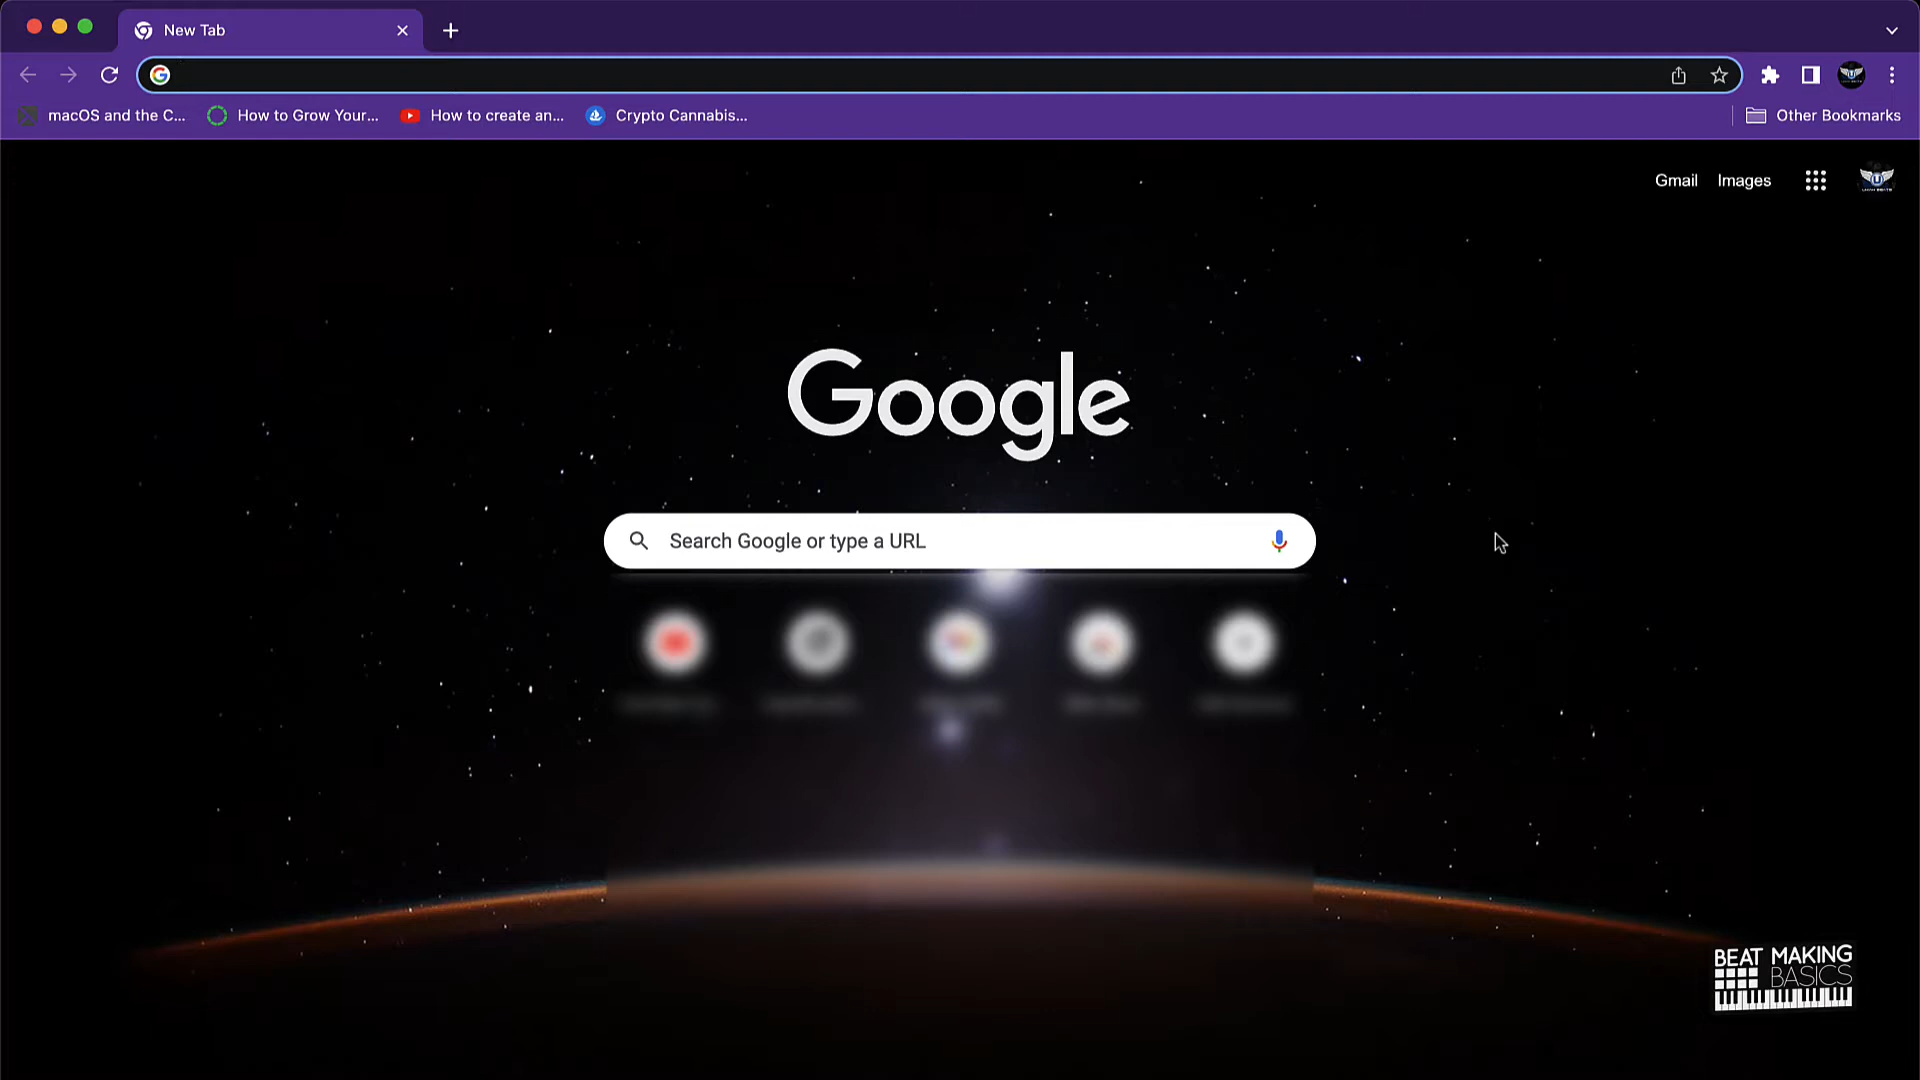 New Tab
macOS and the C...
How to Grow Your...
How to create an...
Crypto Cannabis...
Other Bookmarks
Gmail
Images
Google
Search Google or type a URL
BEAT MAKING
BASICS